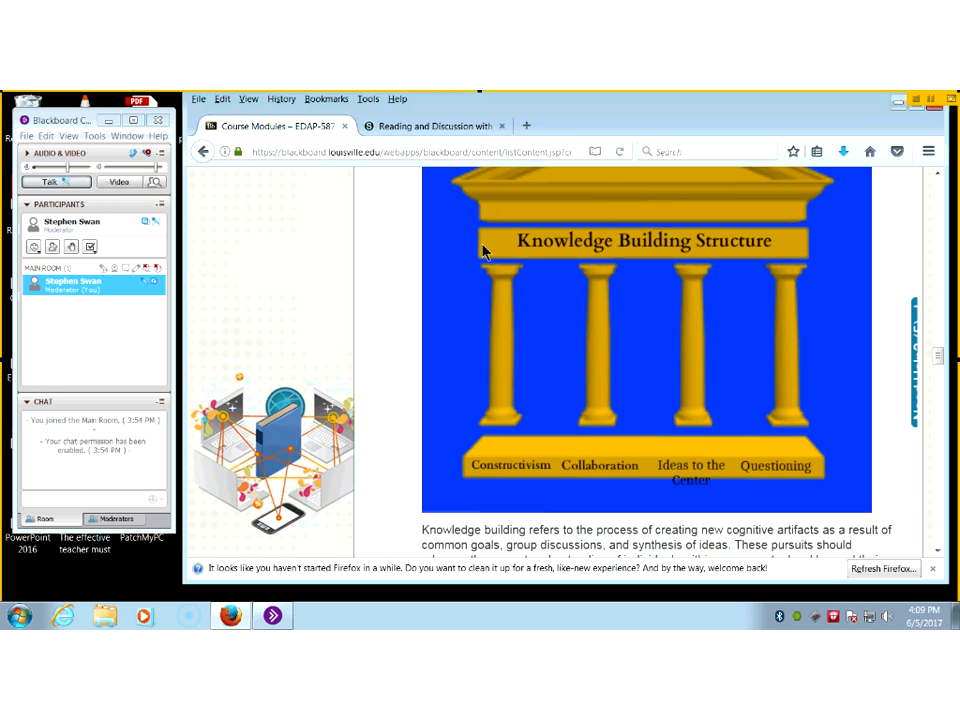 PDF
Blackboard C...
File Edit View Tools Window Help
AUDIO & VIDEO
Talk
Video
PARTICIPANTS
Stephen Swan
Moderator
MAIN ROOM (1)
Stephen Swan
Moderator (You)
CHAT
- You joined the Main Room. ( 3:54 PM )
-
- Your chat permission has
been enabled. ( 3:54 PM ) -
Room
Moderators
PowerPoint
2016
The effective
teacher must
PatchMyPC
File Edit View History Bookmarks Tools Help
Course Modules – EDAP-587
Reading and Discussion with
https://blackboard.louisville.edu/webapps/blackboard/content/listContent.jsp?c
Search
Knowledge Building Structure
Constructivism
Collaboration
Ideas to the
Center
Questioning
Knowledge building refers to the process of creating new cognitive artifacts as a result of
common goals, group discussions, and synthesis of ideas. These pursuits should
It looks like you haven't started Firefox in a while. Do you want to clean it up for a fresh, like-new experience? And by the way, welcome back!
Refresh Firefox...
4:09 PM
6/5/2017